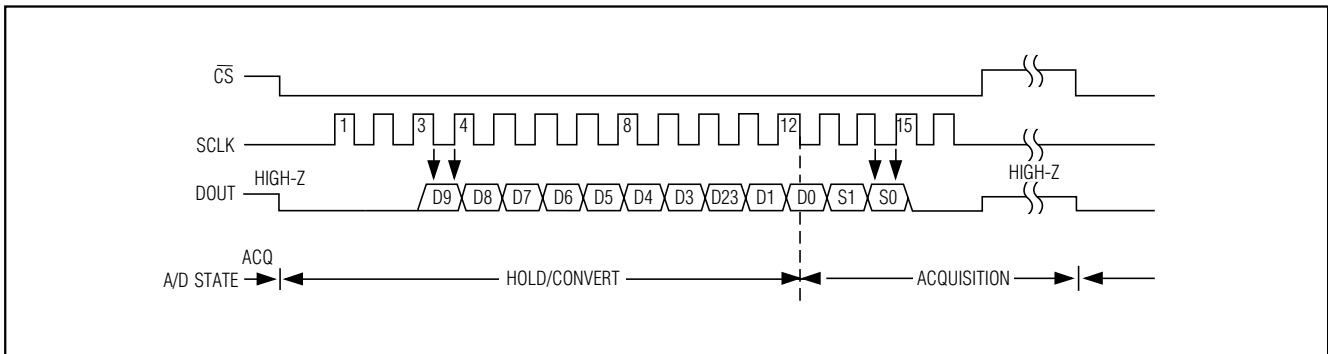 C̅S̅
1 3 4 8 12 15
SCLK
HIGH-Z HIGH-Z
DOUT D9 D8 D7 D6 D5 D4 D3 D23 D1 D0 S1 S0
ACQ
A/D STATE HOLD/CONVERT ACQUISITION